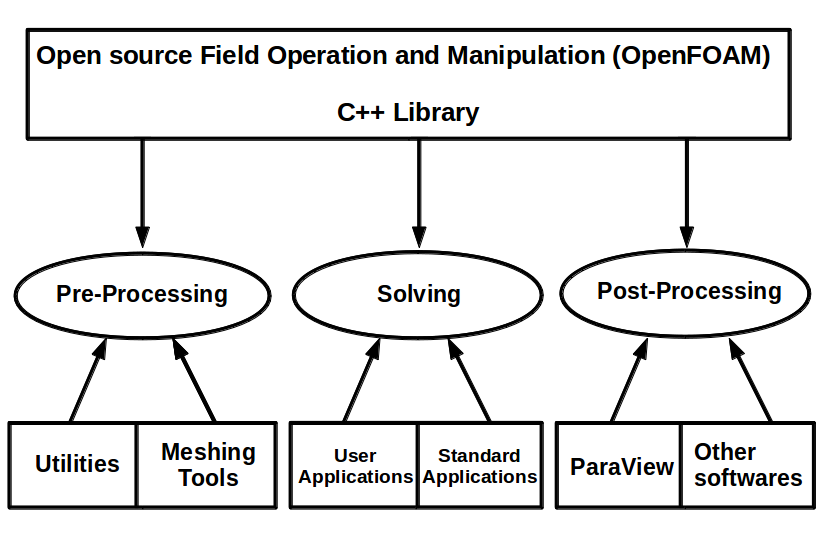 Open source Field Operation and Manipulation (OpenFOAM)
C++ Library
Pre-Processing
Solving
Post-Processing
Utilities
Meshing
Tools
User
Applications
Standard
Applications
ParaView
Other
softwares